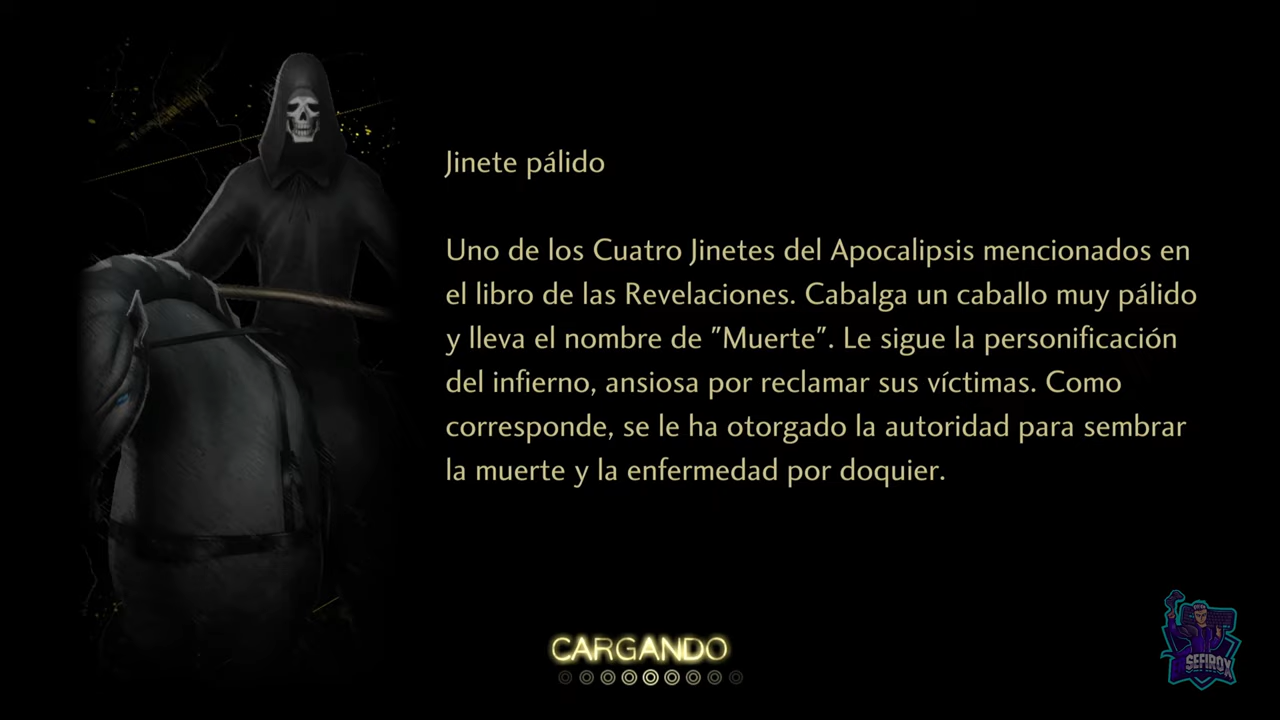 Jinete pálido
Uno de los Cuatro Jinetes del Apocalipsis mencionados en
el libro de las Revelaciones. Cabalga un caballo muy pálido
y lleva el nombre de "Muerte". Le sigue la personificación
del infierno, ansiosa por reclamar sus víctimas. Como
corresponde, se le ha otorgado la autoridad para sembrar
la muerte y la enfermedad por doquier.
CARGANDO
SEFIROX